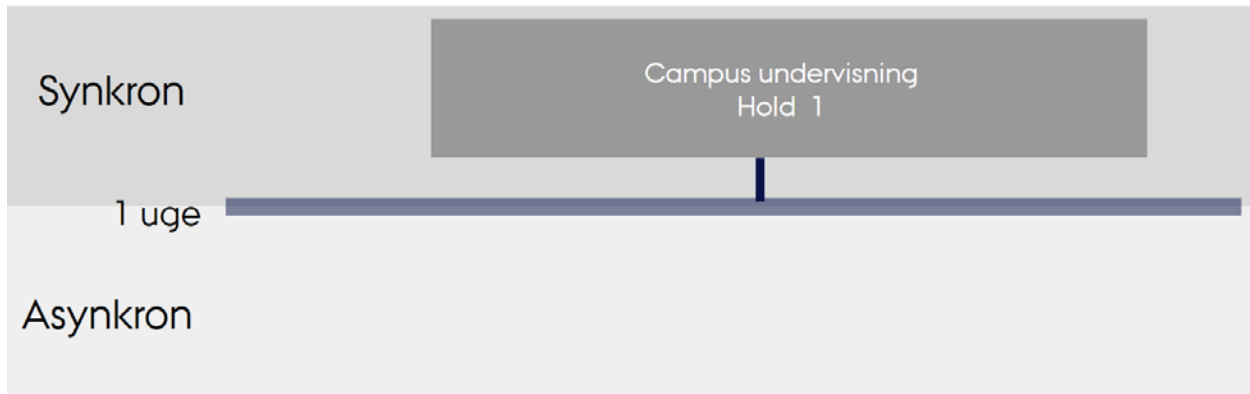 Synkron
Campus undervisning
Hold 1
1 uge
Asynkron